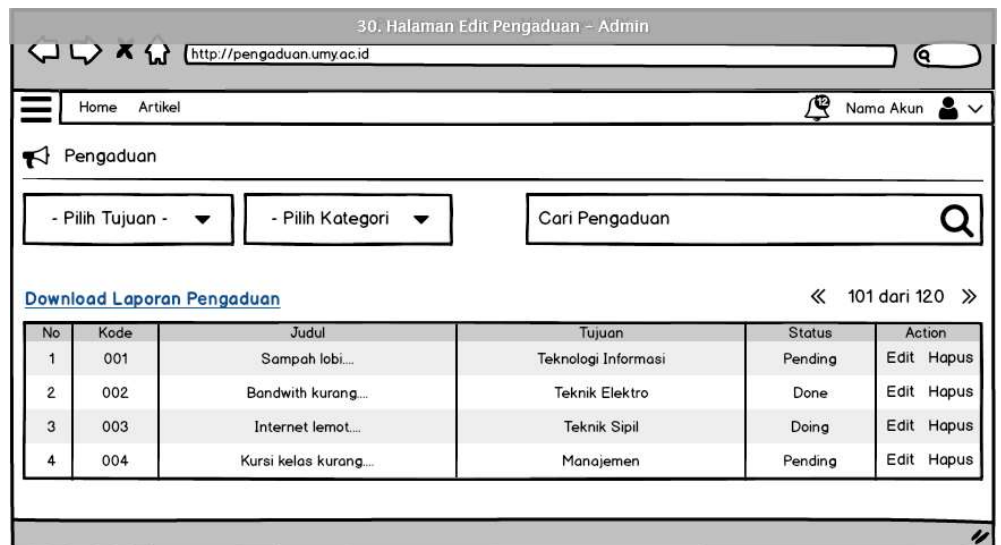 30. Halaman Edit Pengaduan - Admin
http://pengaduan.umy.ac.id
Home Artikel 12 Nama Akun
Pengaduan
- Pilih Tujuan - - Pilih Kategori Cari Pengaduan
Download Laporan Pengaduan « 101 dari 120 »
No Kode Judul Tujuan Status Action
1 001 Sampah lobi.... Teknologi Informasi Pending Edit Hapus
2 002 Bandwith kurang.... Teknik Elektro Done Edit Hapus
3 003 Internet lemot.... Teknik Sipil Doing Edit Hapus
4 004 Kursi kelas kurang.... Manajemen Pending Edit Hapus